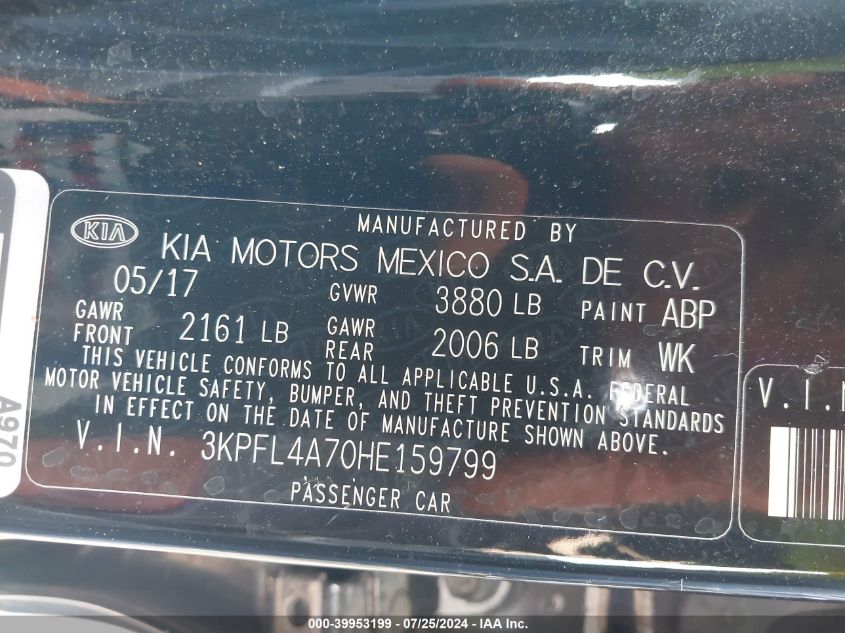 MANUFACTURED BY
KIA KIA MOTORS MEXICO S.A. DE C.V.
05/17 GVWR 3880 LB PAINT ABP
GAWR FRONT 2161 LB GAWR REAR 2006 LB TRIM WK
THIS VEHICLE CONFORMS TO ALL APPLICABLE U.S.A. FEDERAL
MOTOR VEHICLE SAFETY, BUMPER, AND THEFT PREVENTION STANDARDS
IN EFFECT ON THE DATE OF MANUFACTURE SHOWN ABOVE.
V.I.N. 3KPFL4A70HE159799
PASSENGER CAR
A970
V.I.N
000-39953199 - 07/25/2024 - IAA Inc.